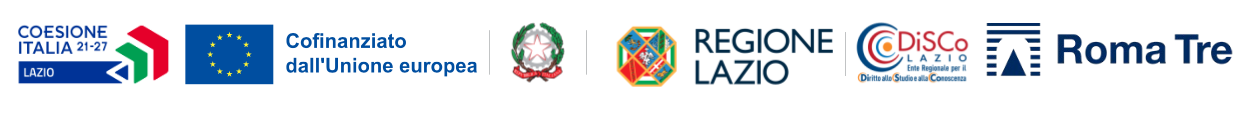 COESIONE
ITALIA 21-27
LAZIO
Cofinanziato
dall'Unione europea
REGIONE
LAZIO
DiSCo
LAZIO
Ente Regionale per il
Diritto allo Studio e alla Conoscenza
Roma Tre